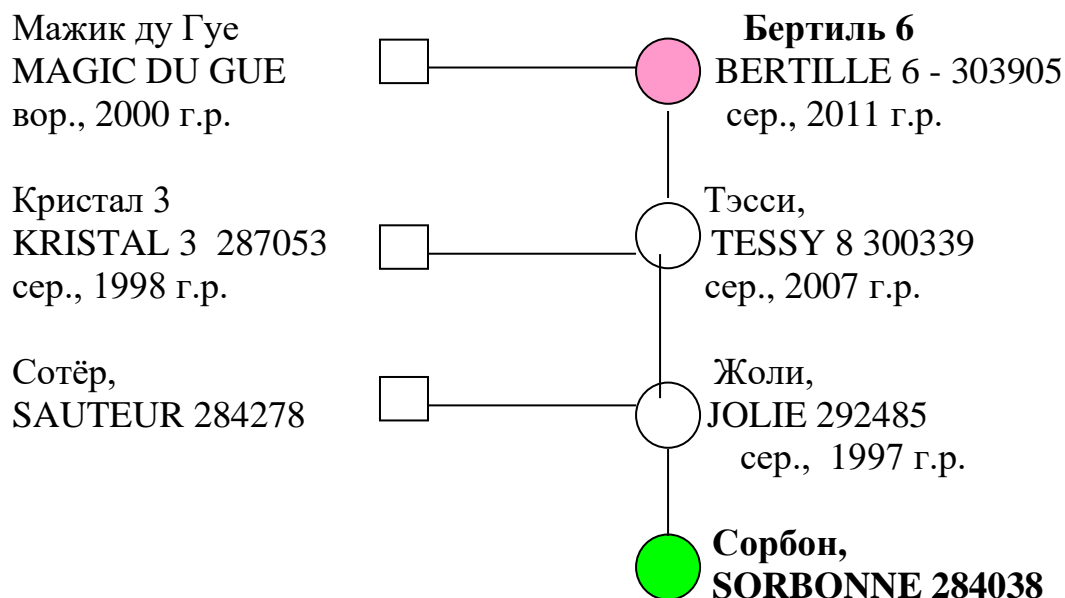 Мажик ду Гуе
MAGIC DU GUE
вор., 2000 г.р.
Бертиль 6
BERTILLE 6 - 303905
сер., 2011 г.р.
Кристал 3
KRISTAL 3  287053
сер., 1998 г.р.
Тэсси,
TESSY 8 300339
сер., 2007 г.р.
Сотёр,
SAUTEUR 284278
Жоли,
JOLIE 292485
сер.,  1997 г.р.
Сорбон,
SORBONNE 284038